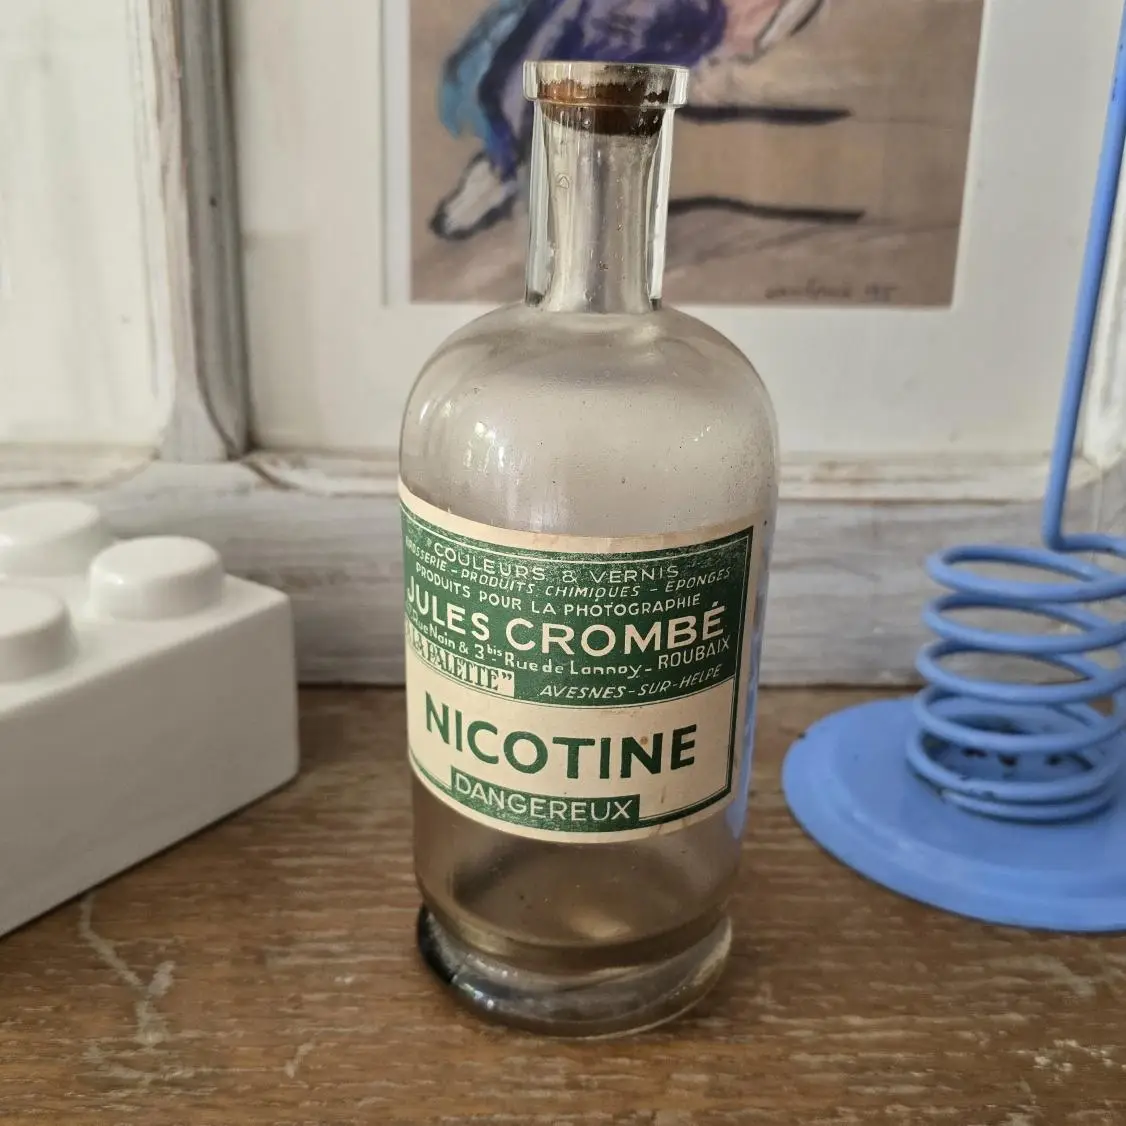 COULEURS & VERNIS
BROSSERIE - PRODUITS CHIMIQUES - EPONGES
PRODUITS POUR LA PHOTOGRAPHIE
JULES CROMBÉ
Rue Nain & 3bis Rue de Lannoy - ROUBAIX
"A LA PALETTE"
AVESNES-SUR-HELPE
NICOTINE
DANGEREUX